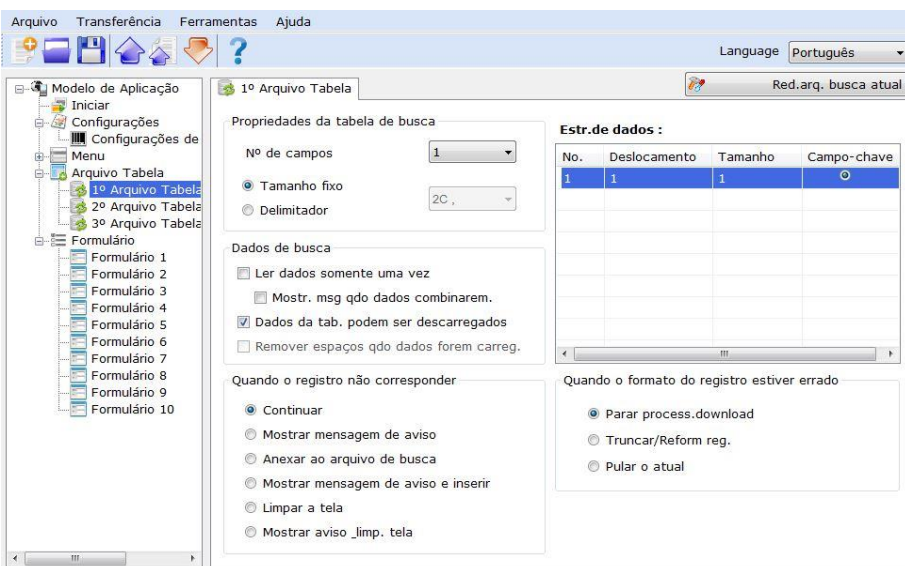 Arquivo Transferência Ferramentas Ajuda
Language Português
Modelo de Aplicação
Iniciar
Configurações
Configurações de
Menu
Arquivo Tabela
1º Arquivo Tabela
2º Arquivo Tabela
3º Arquivo Tabela
Formulário
Formulário 1
Formulário 2
Formulário 3
Formulário 4
Formulário 5
Formulário 6
Formulário 7
Formulário 8
Formulário 9
Formulário 10
1º Arquivo Tabela
Red.arq. busca atual
Propriedades da tabela de busca
Nº de campos 1
Tamanho fixo
Delimitador
2C ,
Dados de busca
Ler dados somente uma vez
Mostr. msg qdo dados combinarem.
Dados da tab. podem ser descarregados
Remover espaços qdo dados forem carreg.
Quando o registro não corresponder
Continuar
Mostrar mensagem de aviso
Anexar ao arquivo de busca
Mostrar mensagem de aviso e inserir
Limpar a tela
Mostrar aviso _limp. tela
Estr.de dados :
No. Deslocamento Tamanho Campo-chave
1 1 1
Quando o formato do registro estiver errado
Parar process.download
Truncar/Reform reg.
Pular o atual